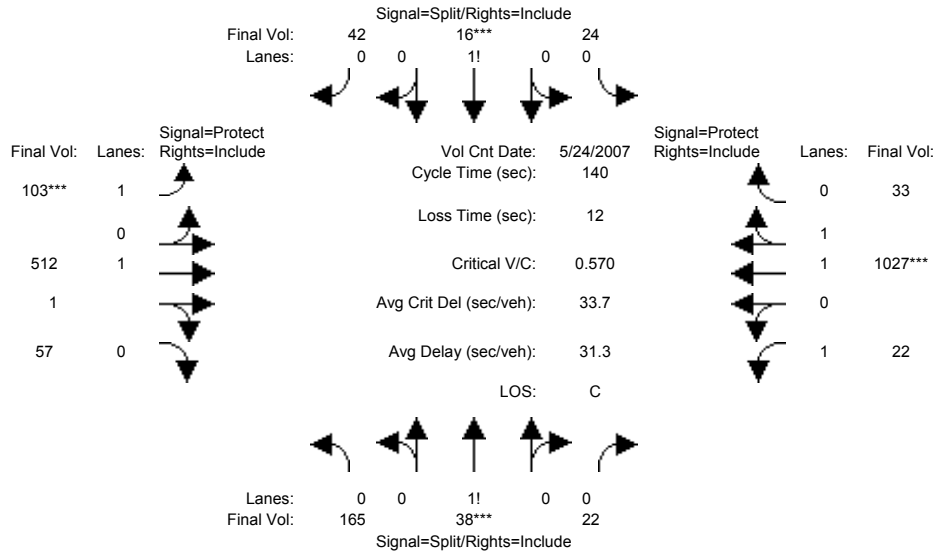 Signal=Split/Rights=Include
Final Vol: 42 16*** 24
Lanes: 0 0 1! 0 0
Signal=Protect Signal=Protect
Final Vol: Lanes: Rights=Include Vol Cnt Date: 5/24/2007 Rights=Include Lanes: Final Vol:
Cycle Time (sec): 140
103*** 1 0 33
Loss Time (sec): 12
0 1
512 1 Critical V/C: 0.570 1 1027***
1 Avg Crit Del (sec/veh): 33.7 0
57 0 Avg Delay (sec/veh): 31.3 1 22
LOS: C
Lanes: 0 0 1! 0 0
Final Vol: 165 38*** 22
Signal=Split/Rights=Include